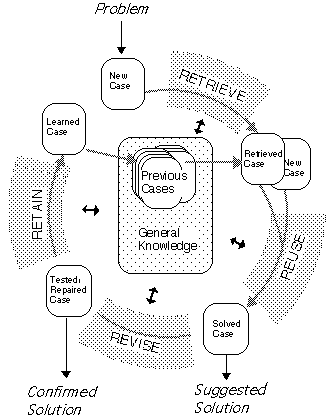 Problem
New
Case
RETRIEVE
Learned
Case
Retrieved
Case
New
Case
Previous
Cases
General
Knowledge
RETAIN
REUSE
Tested/
Repaired
Case
REVISE
Solved
Case
Confirmed
Solution
Suggested
Solution